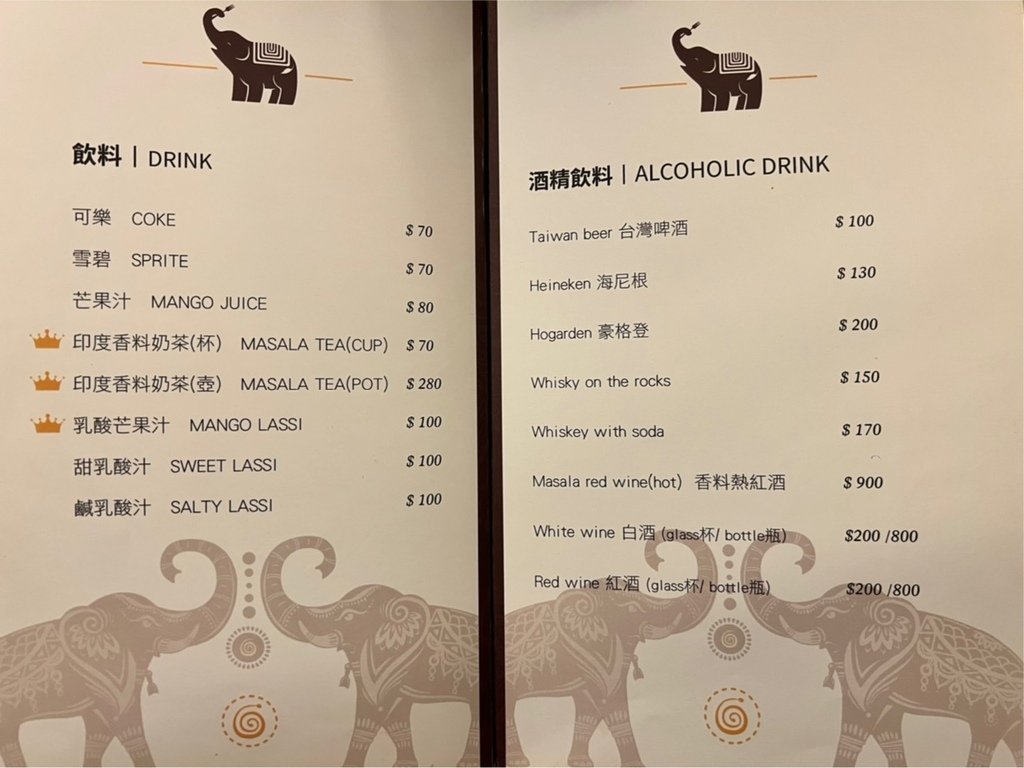 飲料 | DRINK
可樂 COKE $ 70
雪碧 SPRITE $ 70
芒果汁 MANGO JUICE $ 80
印度香料奶茶(杯) MASALA TEA(CUP) $ 70
印度香料奶茶(壺) MASALA TEA(POT) $ 280
乳酸芒果汁 MANGO LASSI $ 100
甜乳酸汁 SWEET LASSI $ 100
鹹乳酸汁 SALTY LASSI $ 100
酒精飲料 | ALCOHOLIC DRINK
Taiwan beer 台灣啤酒 $ 100
Heineken 海尼根 $ 130
Hogarden 豪格登 $ 200
Whisky on the rocks $ 150
Whiskey with soda $ 170
Masala red wine(hot) 香料熱紅酒 $ 900
White wine 白酒 (glass杯/ bottle瓶) $200 /800
Red wine 紅酒 (glass杯/ bottle瓶) $200 /800